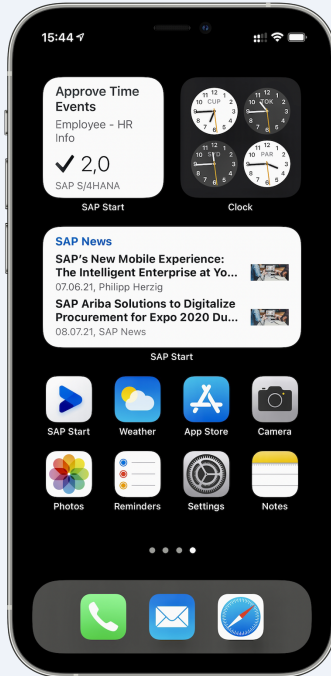 15:44
Approve Time
Events
Employee - HR
Info
2,0
SAP S/4HANA
SAP Start
CUP
TOK
PAR
Clock
SAP News
SAP's New Mobile Experience:
The Intelligent Enterprise at Yo...
07.06.21, Philipp Herzig
SAP Ariba Solutions to Digitalize
Procurement for Expo 2020 Du...
08.07.21, SAP News
SAP Start
SAP Start
Weather
App Store
Camera
Photos
Reminders
Settings
Notes